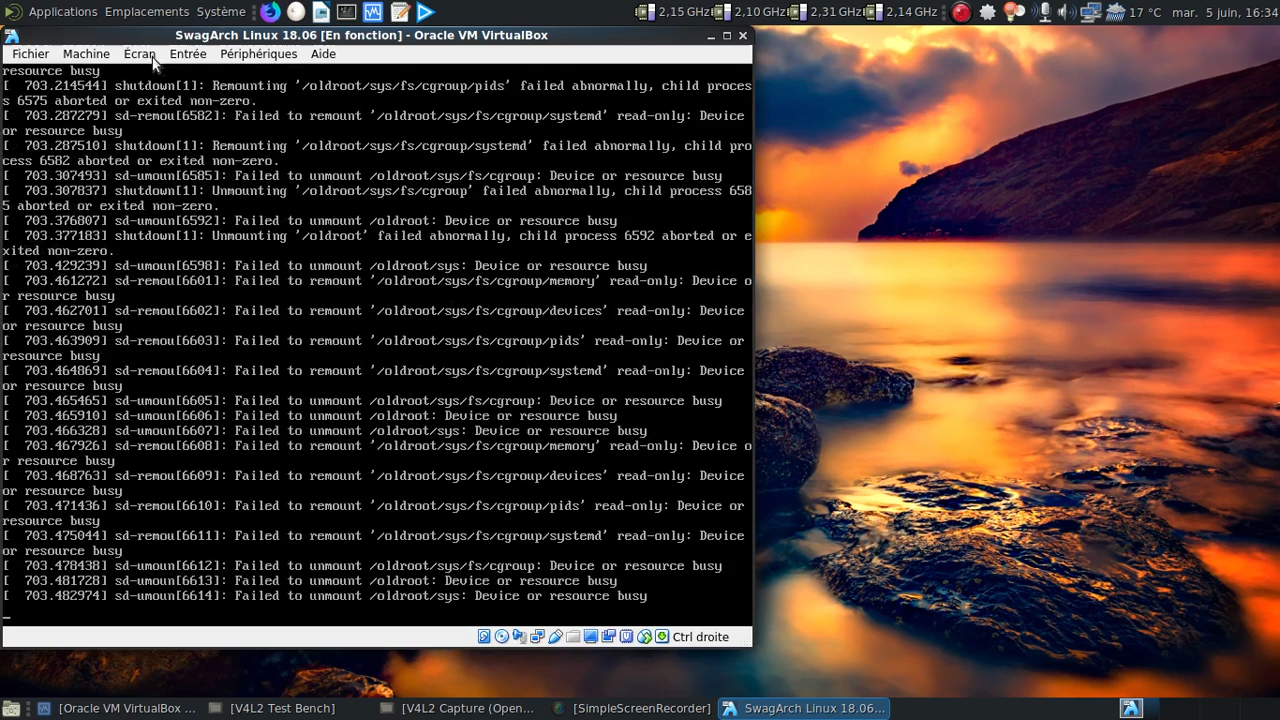 Applications Emplacements Système 2,15 GHz 2,10 GHz 2,31 GHz 2,14 GHz 17 °C mar. 5 juin, 16:34
SwagArch Linux 18.06 [En fonction] - Oracle VM VirtualBox
Fichier Machine Écran Entrée Périphériques Aide
resource busy
[  703.214544] shutdown[1]: Remounting '/oldroot/sys/fs/cgroup/pids' failed abnormally, child proces
s 6575 aborted or exited non-zero.
[  703.287279] sd-remou[6582]: Failed to remount '/oldroot/sys/fs/cgroup/systemd' read-only: Device
or resource busy
[  703.287510] shutdown[1]: Remounting '/oldroot/sys/fs/cgroup/systemd' failed abnormally, child pro
cess 6582 aborted or exited non-zero.
[  703.307493] sd-umoun[6585]: Failed to unmount /oldroot/sys/fs/cgroup: Device or resource busy
[  703.307837] shutdown[1]: Unmounting '/oldroot/sys/fs/cgroup' failed abnormally, child process 658
5 aborted or exited non-zero.
[  703.376807] sd-umoun[6592]: Failed to unmount /oldroot: Device or resource busy
[  703.377183] shutdown[1]: Unmounting '/oldroot' failed abnormally, child process 6592 aborted or e
xited non-zero.
[  703.429239] sd-umoun[6598]: Failed to unmount /oldroot/sys: Device or resource busy
[  703.461272] sd-remou[6601]: Failed to remount '/oldroot/sys/fs/cgroup/memory' read-only: Device o
r resource busy
[  703.462701] sd-remou[6602]: Failed to remount '/oldroot/sys/fs/cgroup/devices' read-only: Device
or resource busy
[  703.463909] sd-remou[6603]: Failed to remount '/oldroot/sys/fs/cgroup/pids' read-only: Device or
resource busy
[  703.464869] sd-remou[6604]: Failed to remount '/oldroot/sys/fs/cgroup/systemd' read-only: Device
or resource busy
[  703.465465] sd-umoun[6605]: Failed to unmount /oldroot/sys/fs/cgroup: Device or resource busy
[  703.465910] sd-umoun[6606]: Failed to unmount /oldroot: Device or resource busy
[  703.466328] sd-umoun[6607]: Failed to unmount /oldroot/sys: Device or resource busy
[  703.467926] sd-remou[6608]: Failed to remount '/oldroot/sys/fs/cgroup/memory' read-only: Device o
r resource busy
[  703.468763] sd-remou[6609]: Failed to remount '/oldroot/sys/fs/cgroup/devices' read-only: Device
or resource busy
[  703.471436] sd-remou[6610]: Failed to remount '/oldroot/sys/fs/cgroup/pids' read-only: Device or
resource busy
[  703.475044] sd-remou[6611]: Failed to remount '/oldroot/sys/fs/cgroup/systemd' read-only: Device
or resource busy
[  703.478438] sd-umoun[6612]: Failed to unmount /oldroot/sys/fs/cgroup: Device or resource busy
[  703.481728] sd-umoun[6613]: Failed to unmount /oldroot: Device or resource busy
[  703.482974] sd-umoun[6614]: Failed to unmount /oldroot/sys: Device or resource busy
Ctrl droite
[Oracle VM VirtualBox ... [V4L2 Test Bench] [V4L2 Capture (Open... [SimpleScreenRecorder] SwagArch Linux 18.06...